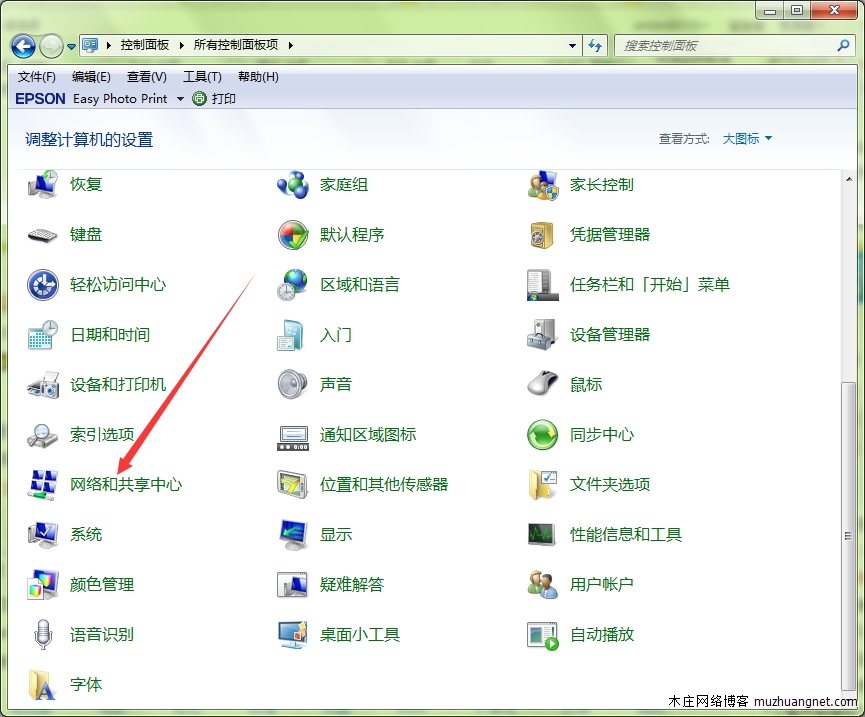 控制面板 ▸ 所有控制面板项 ▸
搜索控制面板
文件(F) 编辑(E) 查看(V) 工具(T) 帮助(H)
EPSON Easy Photo Print 打印
调整计算机的设置
查看方式: 大图标
恢复 家庭组 家长控制
键盘 默认程序 凭据管理器
轻松访问中心 区域和语言 任务栏和「开始」菜单
日期和时间 入门 设备管理器
设备和打印机 声音 鼠标
索引选项 通知区域图标 同步中心
网络和共享中心 位置和其他传感器 文件夹选项
系统 显示 性能信息和工具
颜色管理 疑难解答 用户帐户
语音识别 桌面小工具 自动播放
字体
木庄网络博客 muzhuangnet.com